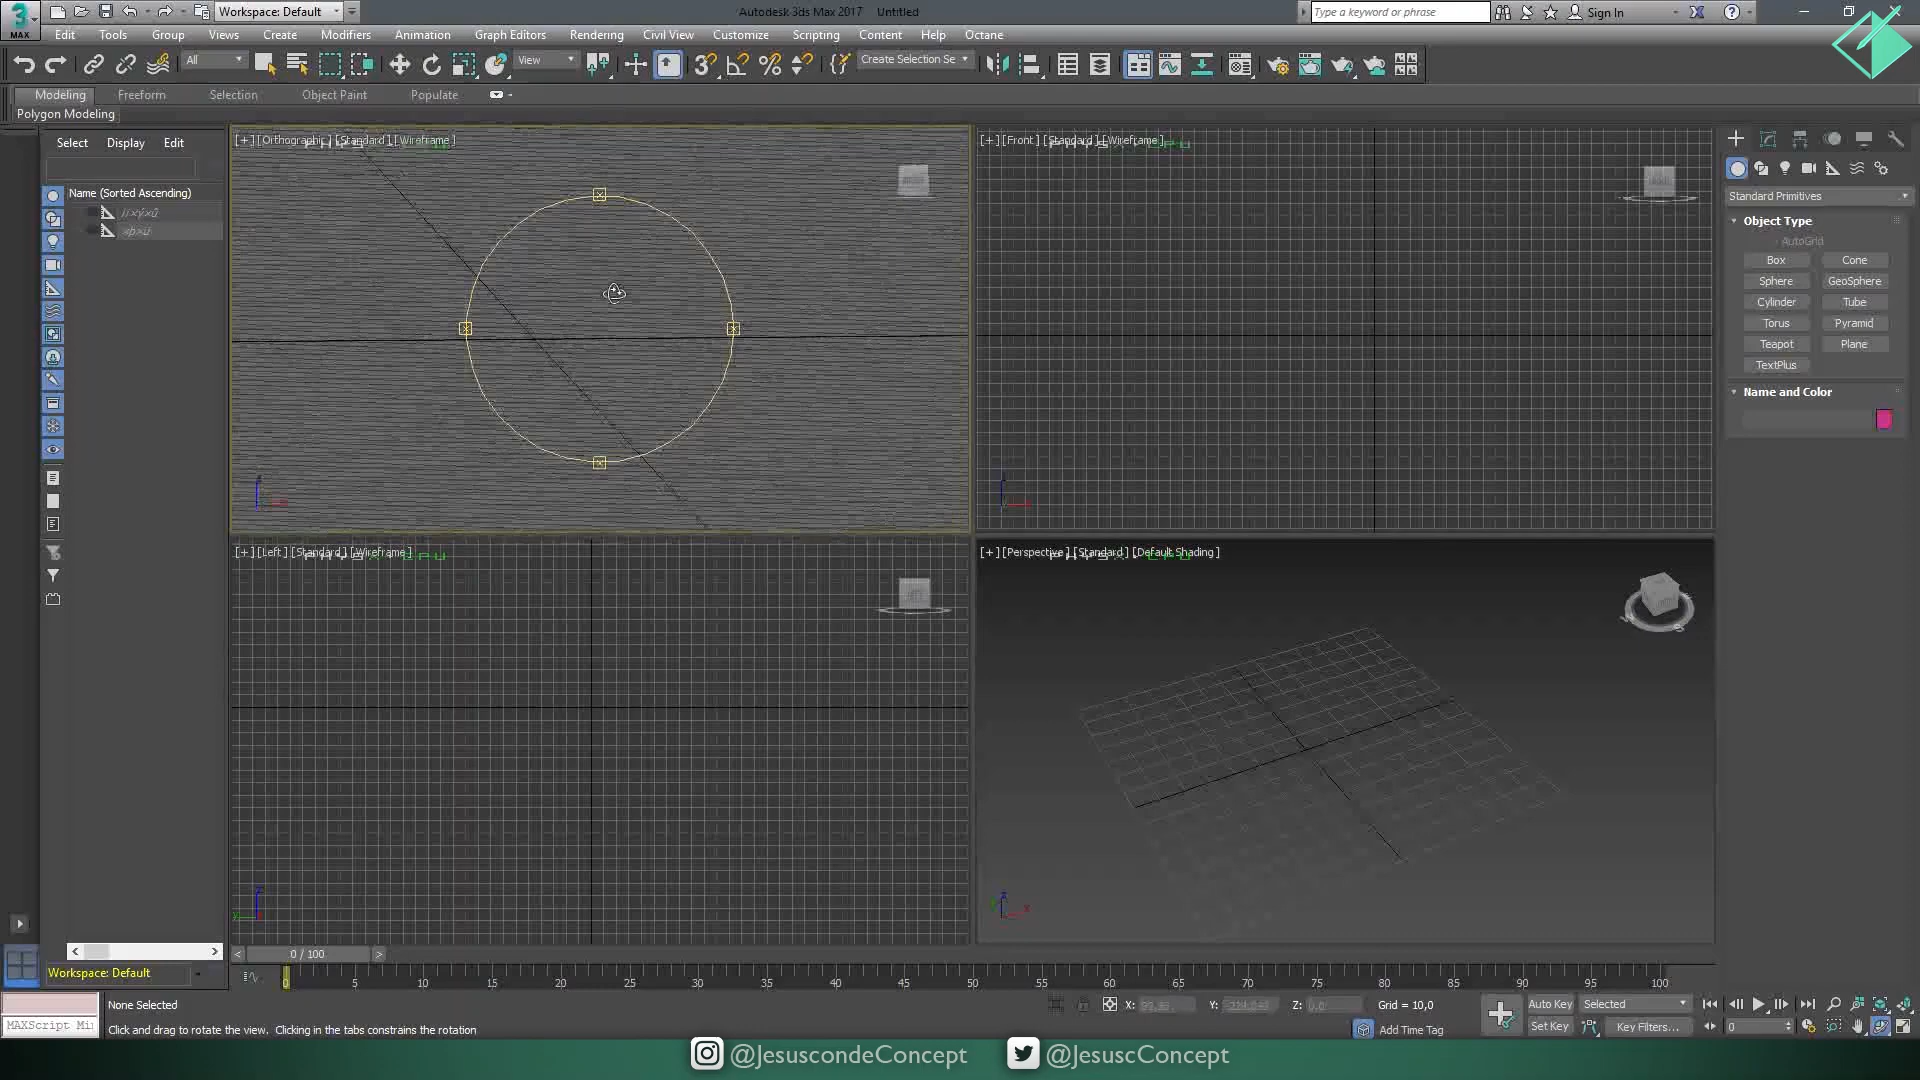 3
MAX
Workspace: Default
Autodesk 3ds Max 2017 Untitled
Type a keyword or phrase
Sign In
Edit Tools Group Views Create Modifiers Animation Graph Editors Rendering Civil View Customize Scripting Content Help Octane
All
View
Create Selection Se
Modeling Freeform Selection Object Paint Populate
Polygon Modeling
Select Display Edit
Name (Sorted Ascending)
[+] [Orthographic] [Standard] [Wireframe]
[+] [Front] [Standard] [Wireframe]
[+] [Left] [Standard] [Wireframe]
[+] [Perspective] [Standard] [Default Shading]
Standard Primitives
Object Type
AutoGrid
Box Cone
Sphere GeoSphere
Cylinder Tube
Torus Pyramid
Teapot Plane
TextPlus
Name and Color
0 / 100
Workspace: Default
0 5 10 15 20 25 30 35 40 45 50 55 60 65 70 75 80 85 90 95 100
None Selected
X:
Y:
Z:
Grid = 10,0
Auto Key
Selected
MAXScript Mi
Click and drag to rotate the view. Clicking in the tabs constrains the rotation
Add Time Tag
Set Key
Key Filters...
0
@JesuscondeConcept
@JesuscConcept